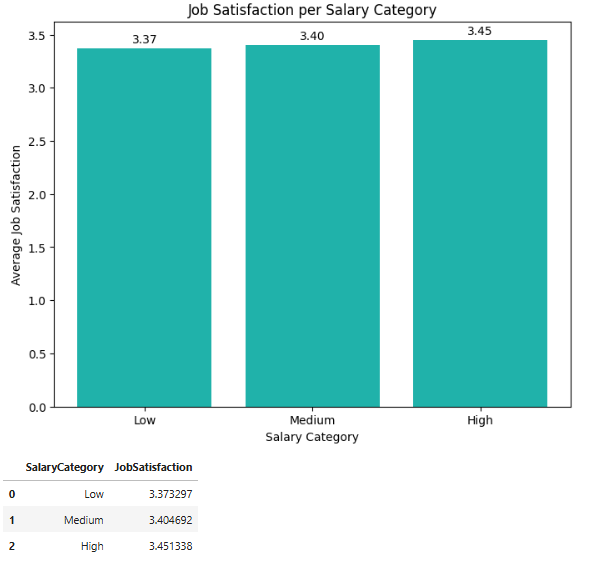 Job Satisfaction per Salary Category
3.5
3.0
2.5
2.0
1.5
1.0
0.5
0.0
Average Job Satisfaction
3.37
3.40
3.45
Low
Medium
High
Salary Category
SalaryCategory JobSatisfaction
0 Low 3.373297
1 Medium 3.404692
2 High 3.451338